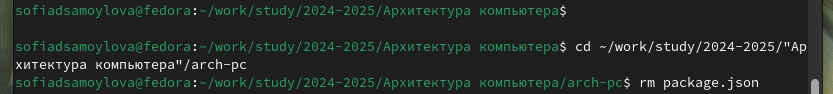 sofiadsamoylova@fedora:~/work/study/2024-2025/Архитектура компьютера$
sofiadsamoylova@fedora:~/work/study/2024-2025/Архитектура компьютера$ cd ~/work/study/2024-2025/"Ар
хитектура компьютера"/arch-pc
sofiadsamoylova@fedora:~/work/study/2024-2025/Архитектура компьютера/arch-pc$ rm package.json